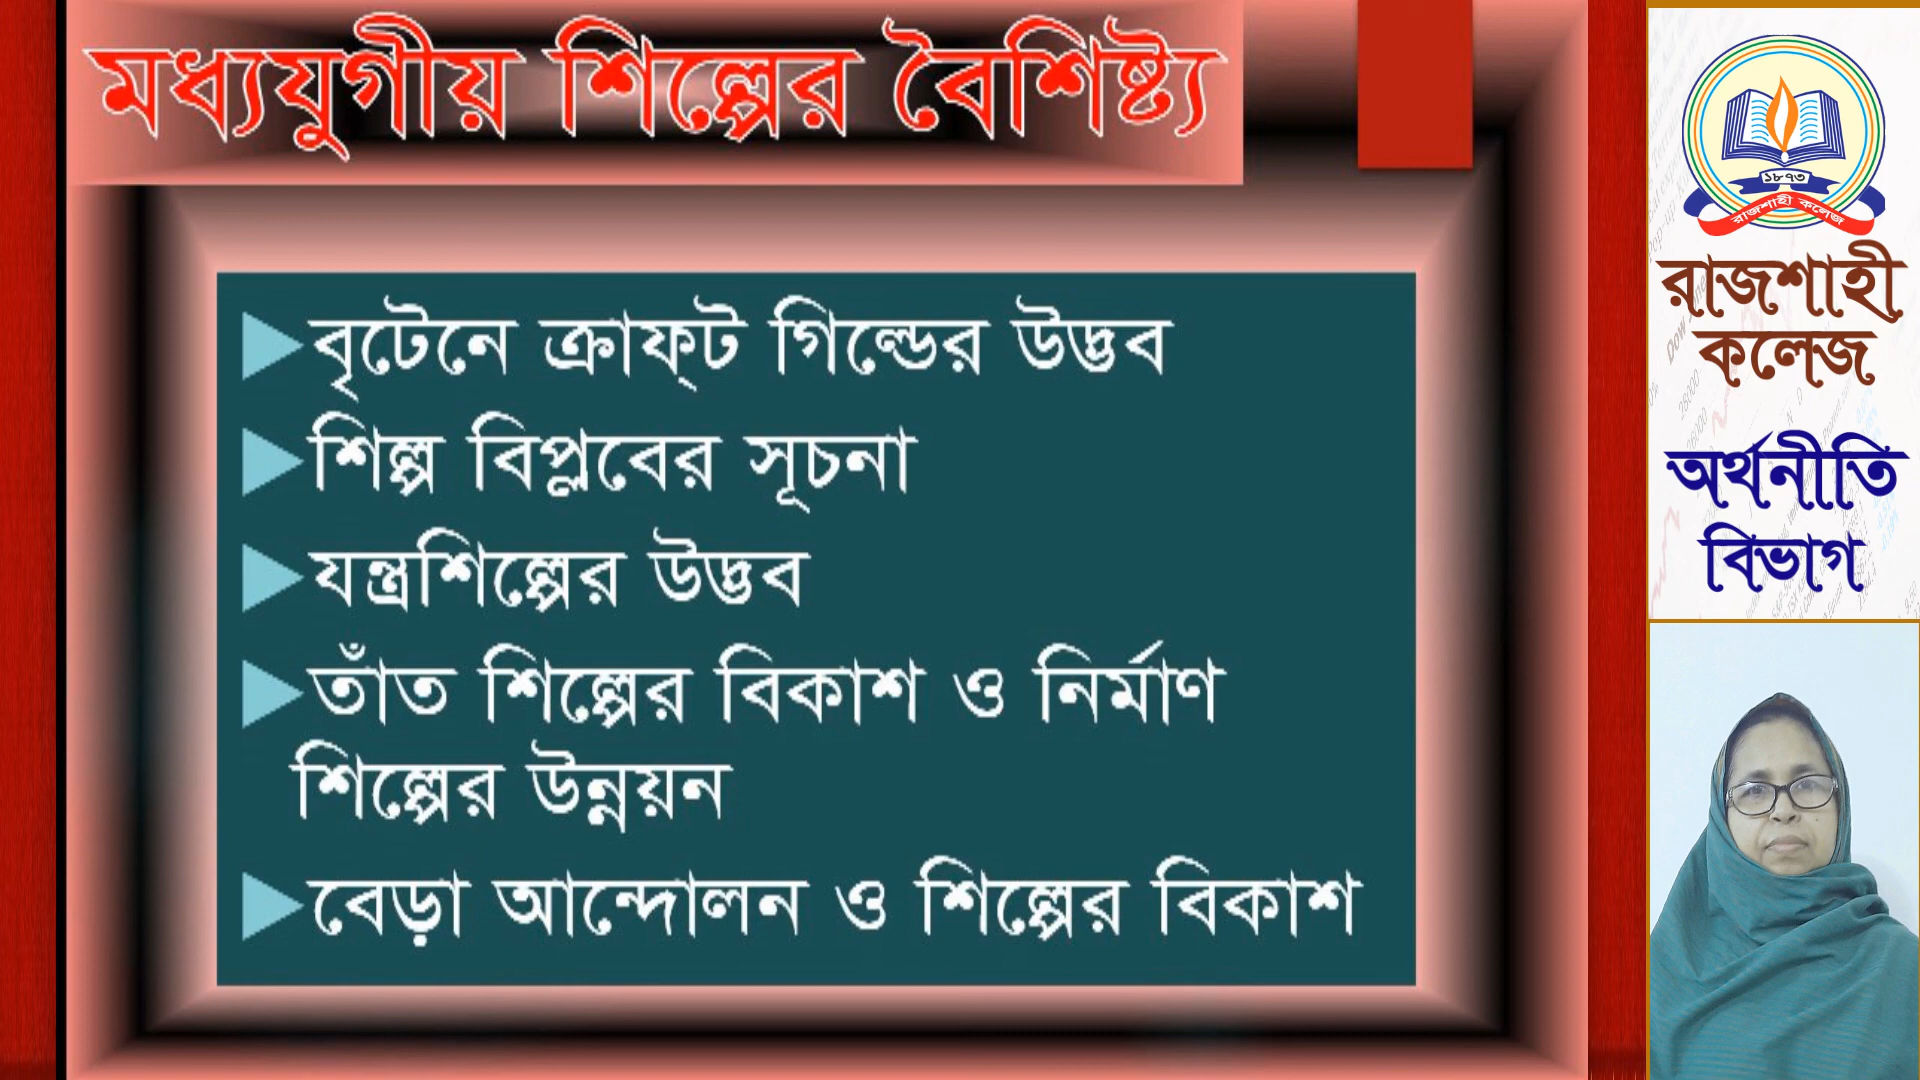 মধ্যযুগীয় শিল্পের বৈশিষ্ট্য
বৃটেনে ক্রাফ্‌ট গিল্ডের উদ্ভব
শিল্প বিপ্লবের সূচনা
যন্ত্রশিল্পের উদ্ভব
তাঁত শিল্পের বিকাশ ও নির্মাণ
শিল্পের উন্নয়ন
বেড়া আন্দোলন ও শিল্পের বিকাশ
১৮৭৩
রাজশাহী কলেজ
রাজশাহী
কলেজ
অর্থনীতি
বিভাগ